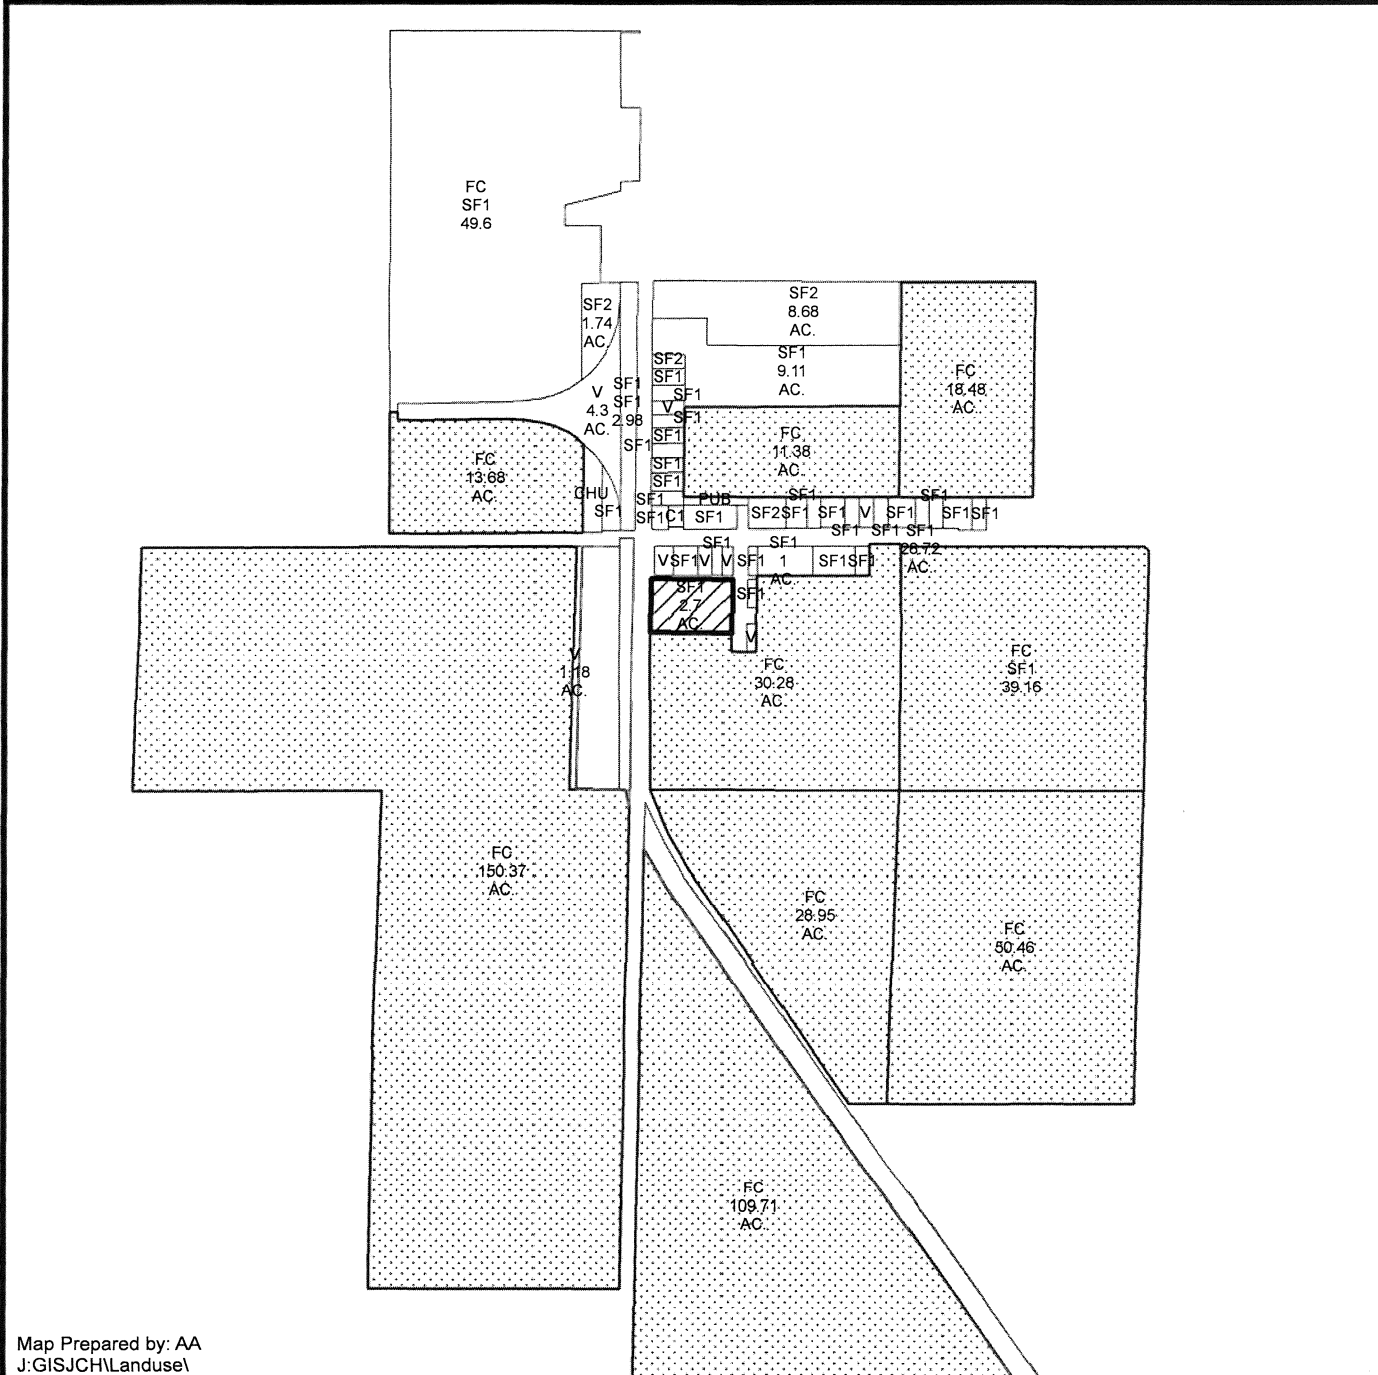 FC
SF1
49.6
SF2
1.74
AC.
SF2
8.68
AC.
SF1
9.11
AC.
SF2
SF1
SF1
V
SF1
SF1
SF1
SF1
V
4.3
AC.
SF1
SF1
2.98
SF1
FC
18.48
AC.
FC
11.38
AC.
FC
13.68
AC.
CHU
SF1
SF1
SF1
C1
PUB
SF1
SF2
SF1
SF1
SF1
SF1
V
SF1
SF1
SF1
SF1
SF1
SF1
28.72
AC.
V
SF1
V
SF1
V
SF1
SF1
1
AC.
SF1
SF1
SF1
2.7
AC.
SF1
V
V
1.18
AC.
FC
30.28
AC
FC
SF1
39.16
FC
150.37
AC.
FC
28.95
AC.
FC
50.46
AC.
FC
109.71
AC.
Map Prepared by: AA
J:GISJCH\Landuse\